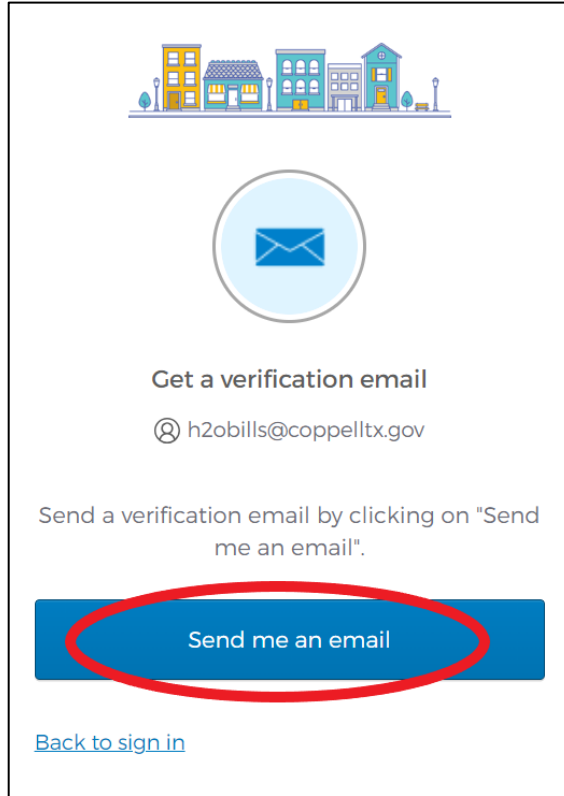 Get a verification email
h2obills@coppelltx.gov
Send a verification email by clicking on "Send
me an email".
Send me an email
Back to sign in